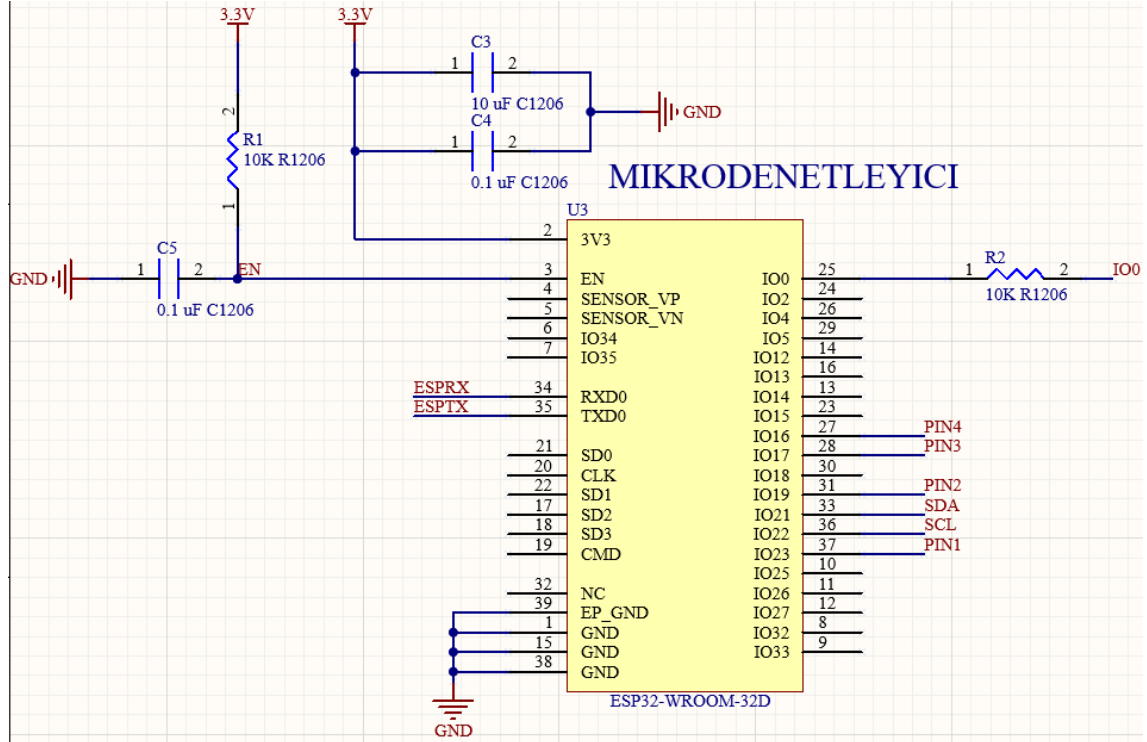 3.3V
3.3V
C3
1 2
10 uF C1206
GND
C4
1 2
0.1 uF C1206
2
R1
10K R1206
1
MIKRODENETLEYICI
U3
2 3V3
C5
GND 1 2 EN
0.1 uF C1206
3 EN
4 SENSOR_VP
5 SENSOR_VN
6 IO34
7 IO35
ESPRX 34 RXD0
ESPTX 35 TXD0
21 SD0
20 CLK
22 SD1
17 SD2
18 SD3
19 CMD
32 NC
39 EP_GND
1 GND
15 GND
38 GND
GND
IO0 25
R2
1 2 IO0
10K R1206
IO2 24
IO4 26
IO5 29
IO12 14
IO13 16
IO14 13
IO15 23
IO16 27 PIN4
IO17 28 PIN3
IO18 30
IO19 31 PIN2
IO21 33 SDA
IO22 36 SCL
IO23 37 PIN1
IO25 10
IO26 11
IO27 12
IO32 8
IO33 9
ESP32-WROOM-32D